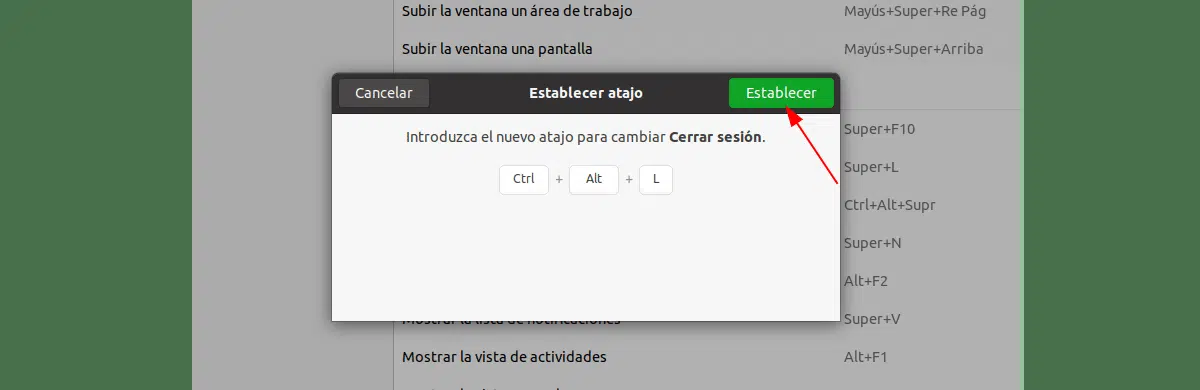 Subir la ventana un área de trabajo Mayús+Super+Re Pág
Subir la ventana una pantalla Mayús+Super+Arriba
Cancelar Establecer atajo Establecer
Introduzca el nuevo atajo para cambiar Cerrar sesión.
Ctrl + Alt + L
Super+F10
Super+L
Ctrl+Alt+Supr
Super+N
Alt+F2
Mostrar la lista de notificaciones Super+V
Mostrar la vista de actividades Alt+F1